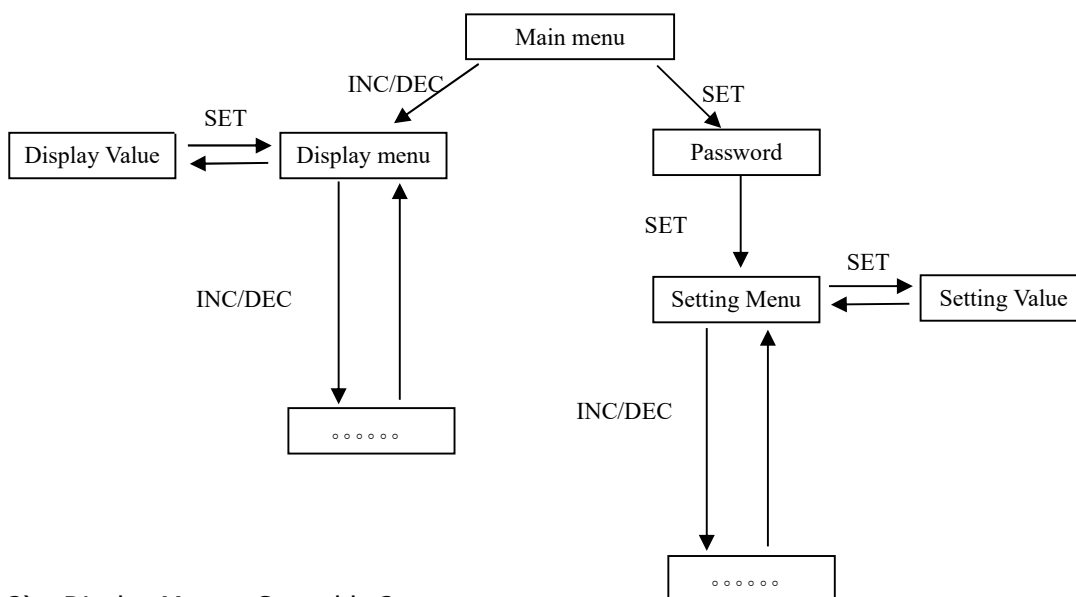 Main menu
INC/DEC
SET
SET
Display Value
Display menu
Password
SET
SET
INC/DEC
Setting Menu
Setting Value
INC/DEC
。。。。。。
。。。。。。